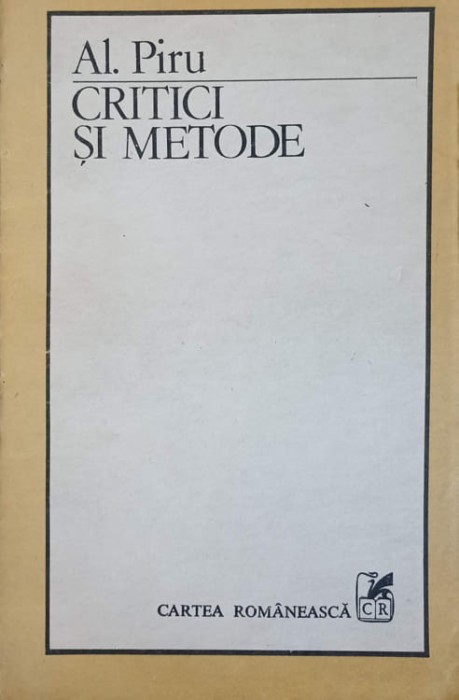 Al. Piru
CRITICI
ȘI METODE
CARTEA ROMÂNEASCĂ
CR